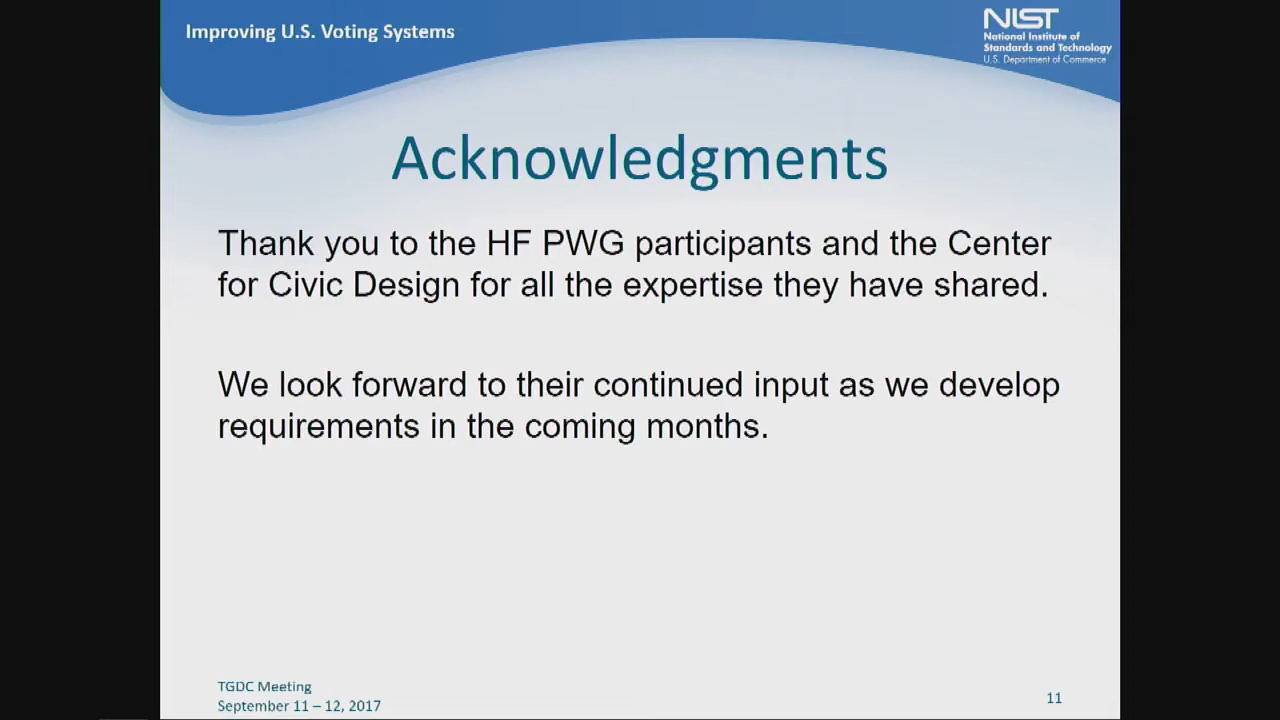 Improving U.S. Voting Systems
NIST
National Institute of
Standards and Technology
U.S. Department of Commerce
Acknowledgments
Thank you to the HF PWG participants and the Center
for Civic Design for all the expertise they have shared.
We look forward to their continued input as we develop
requirements in the coming months.
TGDC Meeting
September 11 – 12, 2017
11